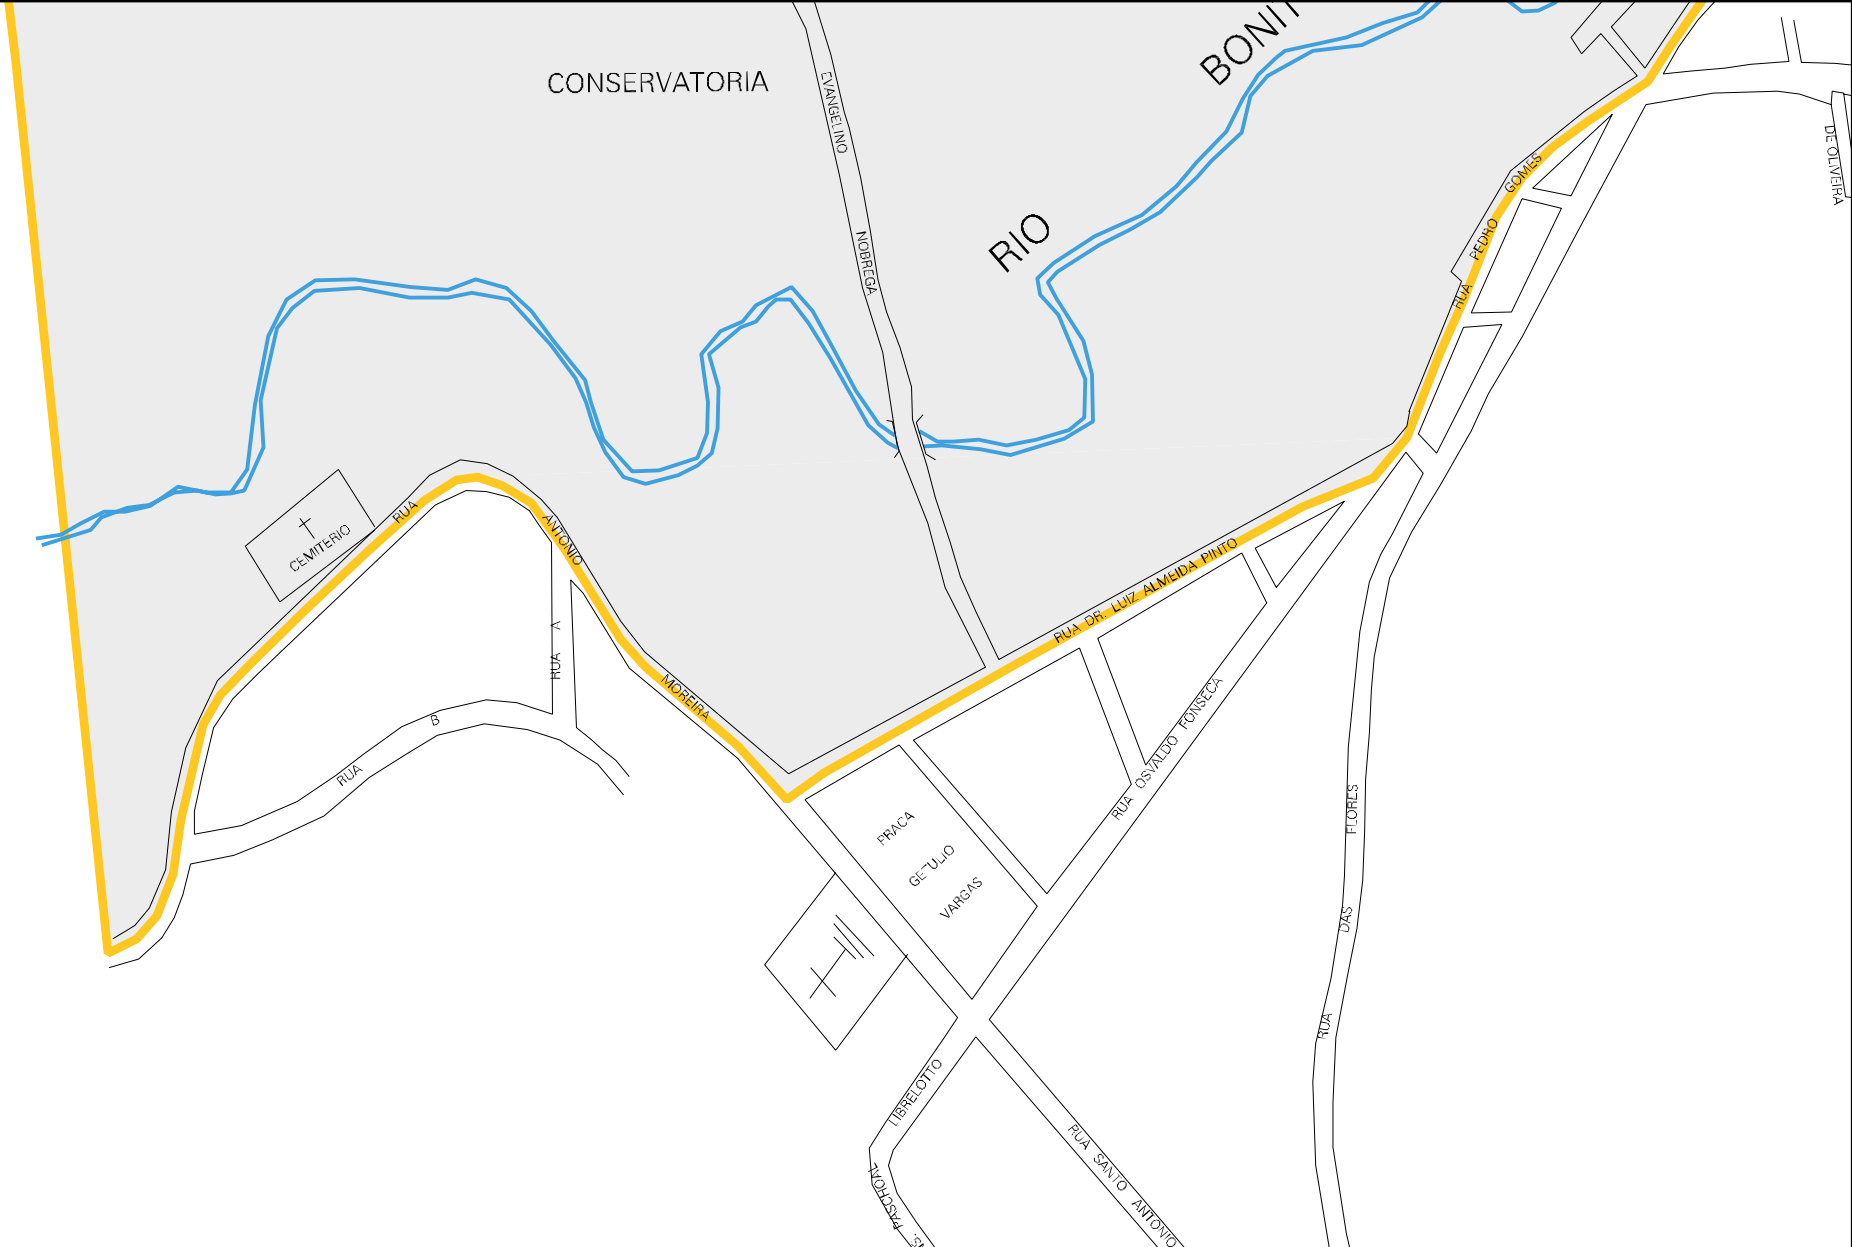 CONSERVATORIA
EVANGELINO
NOBREGA
RIO
DE OLIVEIRA
RUA PEDRO GOMES
CEMITERIO
RUA ANTONIO MOREIRA
RUA A
RUA B
RUA DR. LUIZ ALMEIDA PINTO
PRACA
GETULIO
VARGAS
RUA OSVALDO FONSECA
RUA DAS FLORES
LIBRELOTTO
PASCHOAL
RUA SANTO ANTONIO